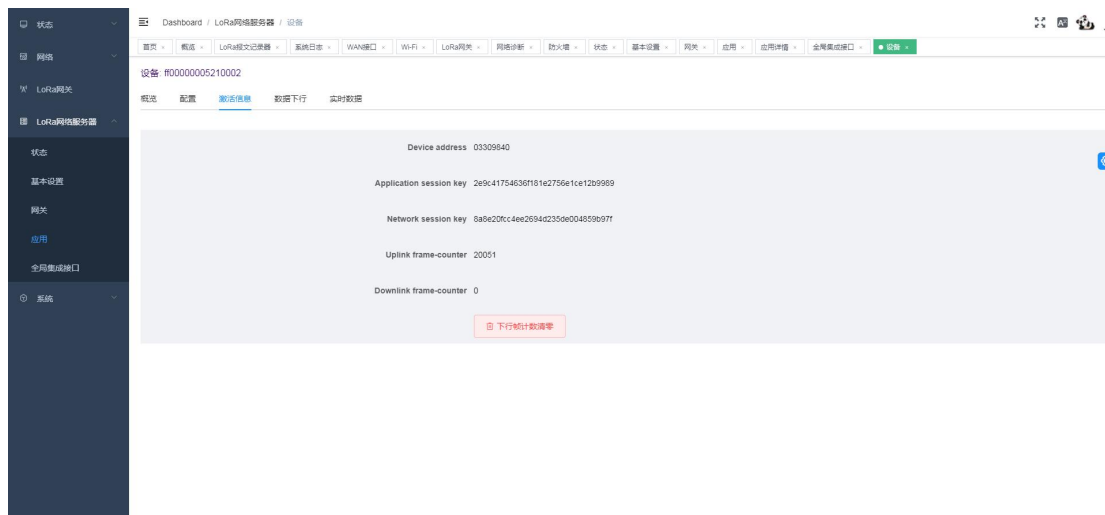 状态
网络
LoRa网关
LoRa网络服务器
状态
基本设置
网关
应用
全局集成接口
系统
Dashboard / LoRa网络服务器 / 设备
首页 × 概览 × LoRa报文记录器 × 系统日志 × WAN接口 × Wi-Fi × LoRa网关 × 网络诊断 × 防火墙 × 状态 × 基本设置 × 网关 × 应用 × 应用详情 × 全局集成接口 × 设备 ×
设备: ff00000005210002
概览 配置 激活信息 数据下行 实时数据
Device address 03309840
Application session key 2e9c41754636f181e2756e1ce12b9989
Network session key 8a8e20fcc4ee2694d235de004859b97f
Uplink frame-counter 20051
Downlink frame-counter 0
下行帧计数清零